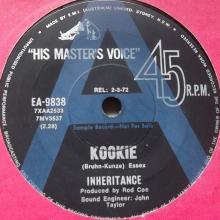 MADE BY E.M.I. (AUSTRALIA) LIMITED. SYDNEY, N.S.W.
"HIS MASTER'S VOICE"
45 R.P.M.
REL: 2-3-72
EA-9838
7XAA2533
7MV3537
(2.28)
Sample Record—Not For Sale
KOOKIE
(Bruhn-Kunze) Essex
INHERITANCE
Produced by Rod Coe
Sound Engineer: John
Taylor